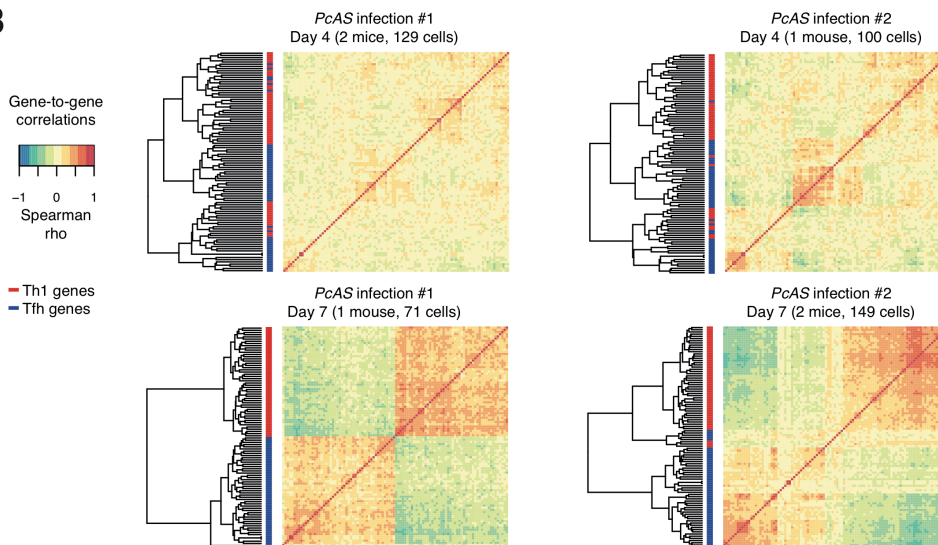 B
PcAS infection #1
Day 4 (2 mice, 129 cells)
PcAS infection #2
Day 4 (1 mouse, 100 cells)
Gene-to-gene
correlations
−1 0 1
Spearman
rho
Th1 genes
Tfh genes
PcAS infection #1
Day 7 (1 mouse, 71 cells)
PcAS infection #2
Day 7 (2 mice, 149 cells)